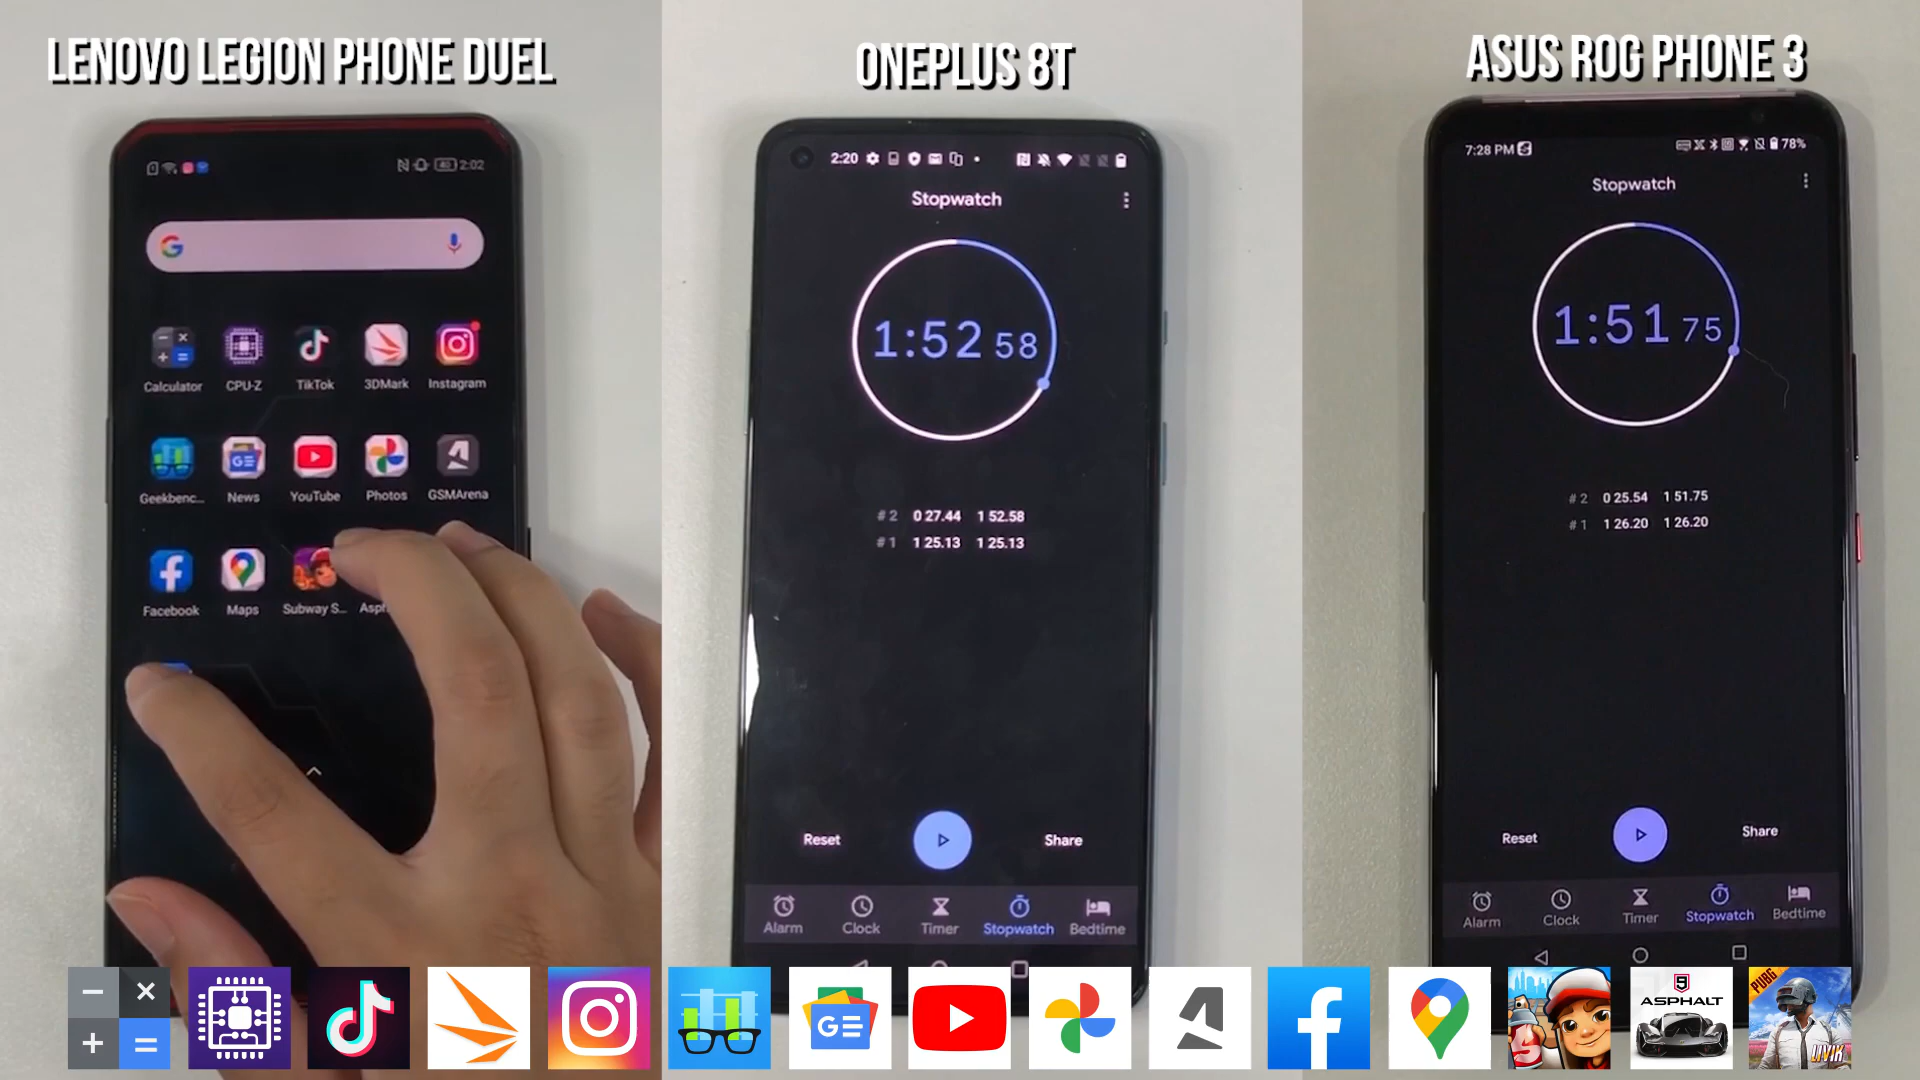 LENOVO LEGION PHONE DUEL
2:02
Calculator
CPU-Z
TikTok
3DMark
Instagram
Geekbenc...
News
YouTube
Photos
GSMArena
Facebook
Maps
Subway S...
Asph
ONEPLUS 8T
2:20
Stopwatch
1:52 58
# 2 0 27.44 1 52.58
# 1 1 25.13 1 25.13
Reset
Share
Alarm
Clock
Timer
Stopwatch
Bedtime
ASUS ROG PHONE 3
7:28 PM
78%
Stopwatch
1:51 75
# 2 0 25.54 1 51.75
# 1 1 26.20 1 26.20
Reset
Share
Alarm
Clock
Timer
Stopwatch
Bedtime
GE
9
ASPHALT
PUBG
LIVIK